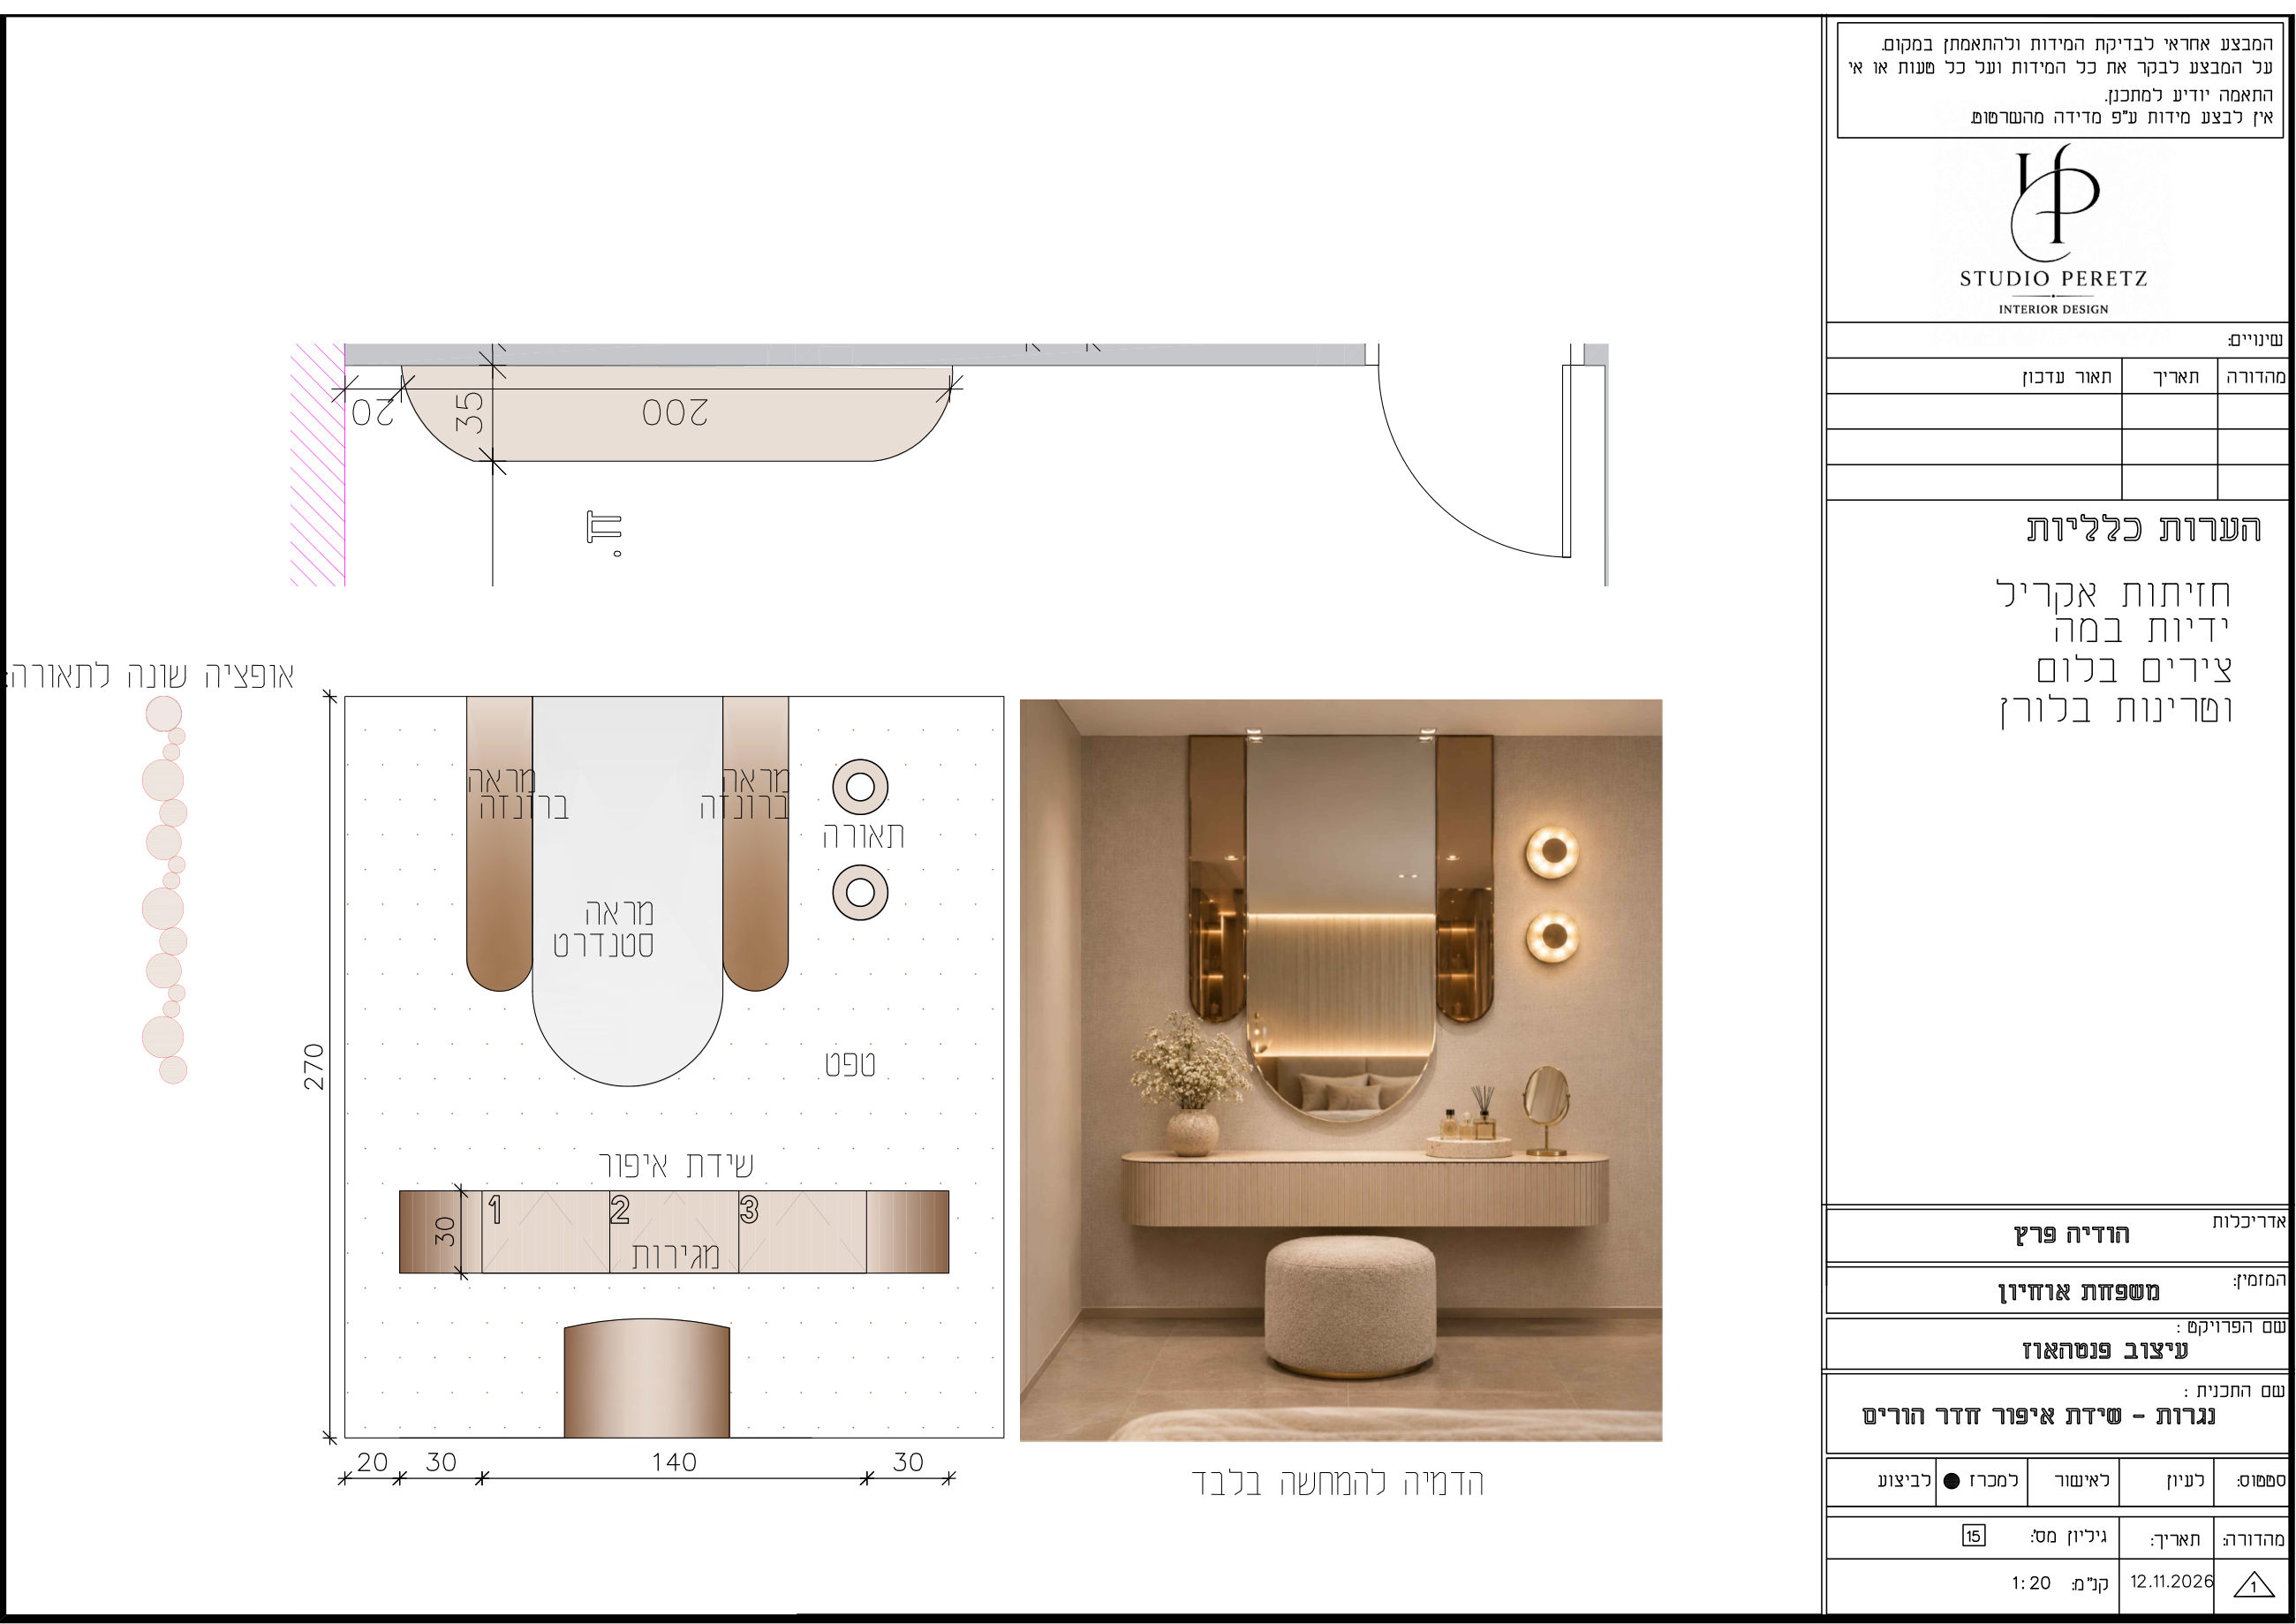 המבצע אחראי לבדיקת המידות ולהתאמתן במקום.
על המבצע לבקר את כל המידות ועל כל טעות או אי
התאמה יודיע למתכנן.
אין לבצע מידות ע"פ מדידה מהשרטוט
STUDIO PERETZ
INTERIOR DESIGN
שינויים:
מהדורה תאריך תאור עדכון
הערות כלליות
חזיתות אקריל
ידיות במה
צירים בלום
וטרינות בלורן
אדריכלות
הודיה פרץ
המזמין:
משפחת אוחיון
שם הפרויקט :
עיצוב פנטהאוז
שם התכנית :
נגרות - שידת איפור חדר הורים
סטטוס: לעיון לאישור למכרז לביצוע
מהדורה: תאריך: גיליון מס': 15
1 12.11.2026 קנ"מ: 1:20
20
35
200
ח.
אופציה שונה לתאורה:
מראה
ברונזה
מראה
ברונזה
תאורה
מראה
סטנדרט
טפט
270
שידת איפור
1 2 3
30
מגירות
20 30 140 30
הדמיה להמחשה בלבד